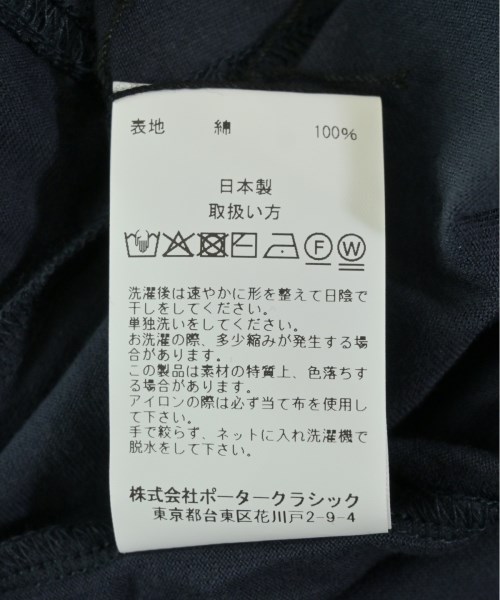 表地 綿 100%
日本製
取扱い方
F W
洗濯後は速やかに形を整えて日陰で
干しをしてください。
単独洗いをしてください。
お洗濯の際、多少縮みが発生する場
合があります。
この製品は素材の特質上、色落ちす
る場合があります。
アイロンの際は必ず当て布を使用し
て下さい。
手で絞らず、ネットに入れ洗濯機で
脱水をして下さい。
株式会社ポータークラシック
東京都台東区花川戸2-9-4